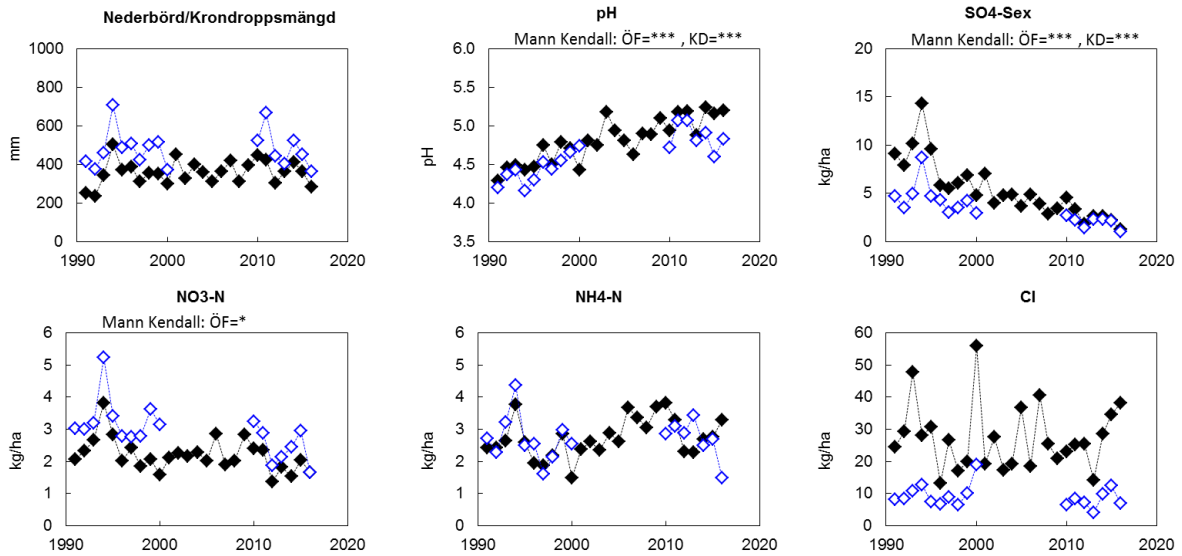 Nederbörd/Krondroppsmängd
1000
800
600
400
200
0
mm
1990 2000 2010 2020
pH
Mann Kendall: ÖF=*** , KD=***
6.0
5.5
5.0
4.5
4.0
3.5
pH
1990 2000 2010 2020
SO4-Sex
Mann Kendall: ÖF=*** , KD=***
20
15
10
5
0
kg/ha
1990 2000 2010 2020
NO3-N
Mann Kendall: ÖF=*
6
5
4
3
2
1
0
kg/ha
1990 2000 2010 2020
NH4-N
6
5
4
3
2
1
0
kg/ha
1990 2000 2010 2020
Cl
60
50
40
30
20
10
0
kg/ha
1990 2000 2010 2020